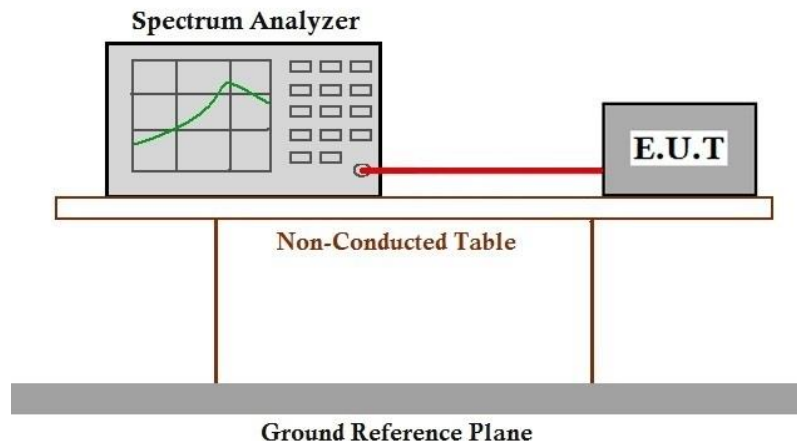 Spectrum Analyzer
E.U.T
Non-Conducted Table
Ground Reference Plane